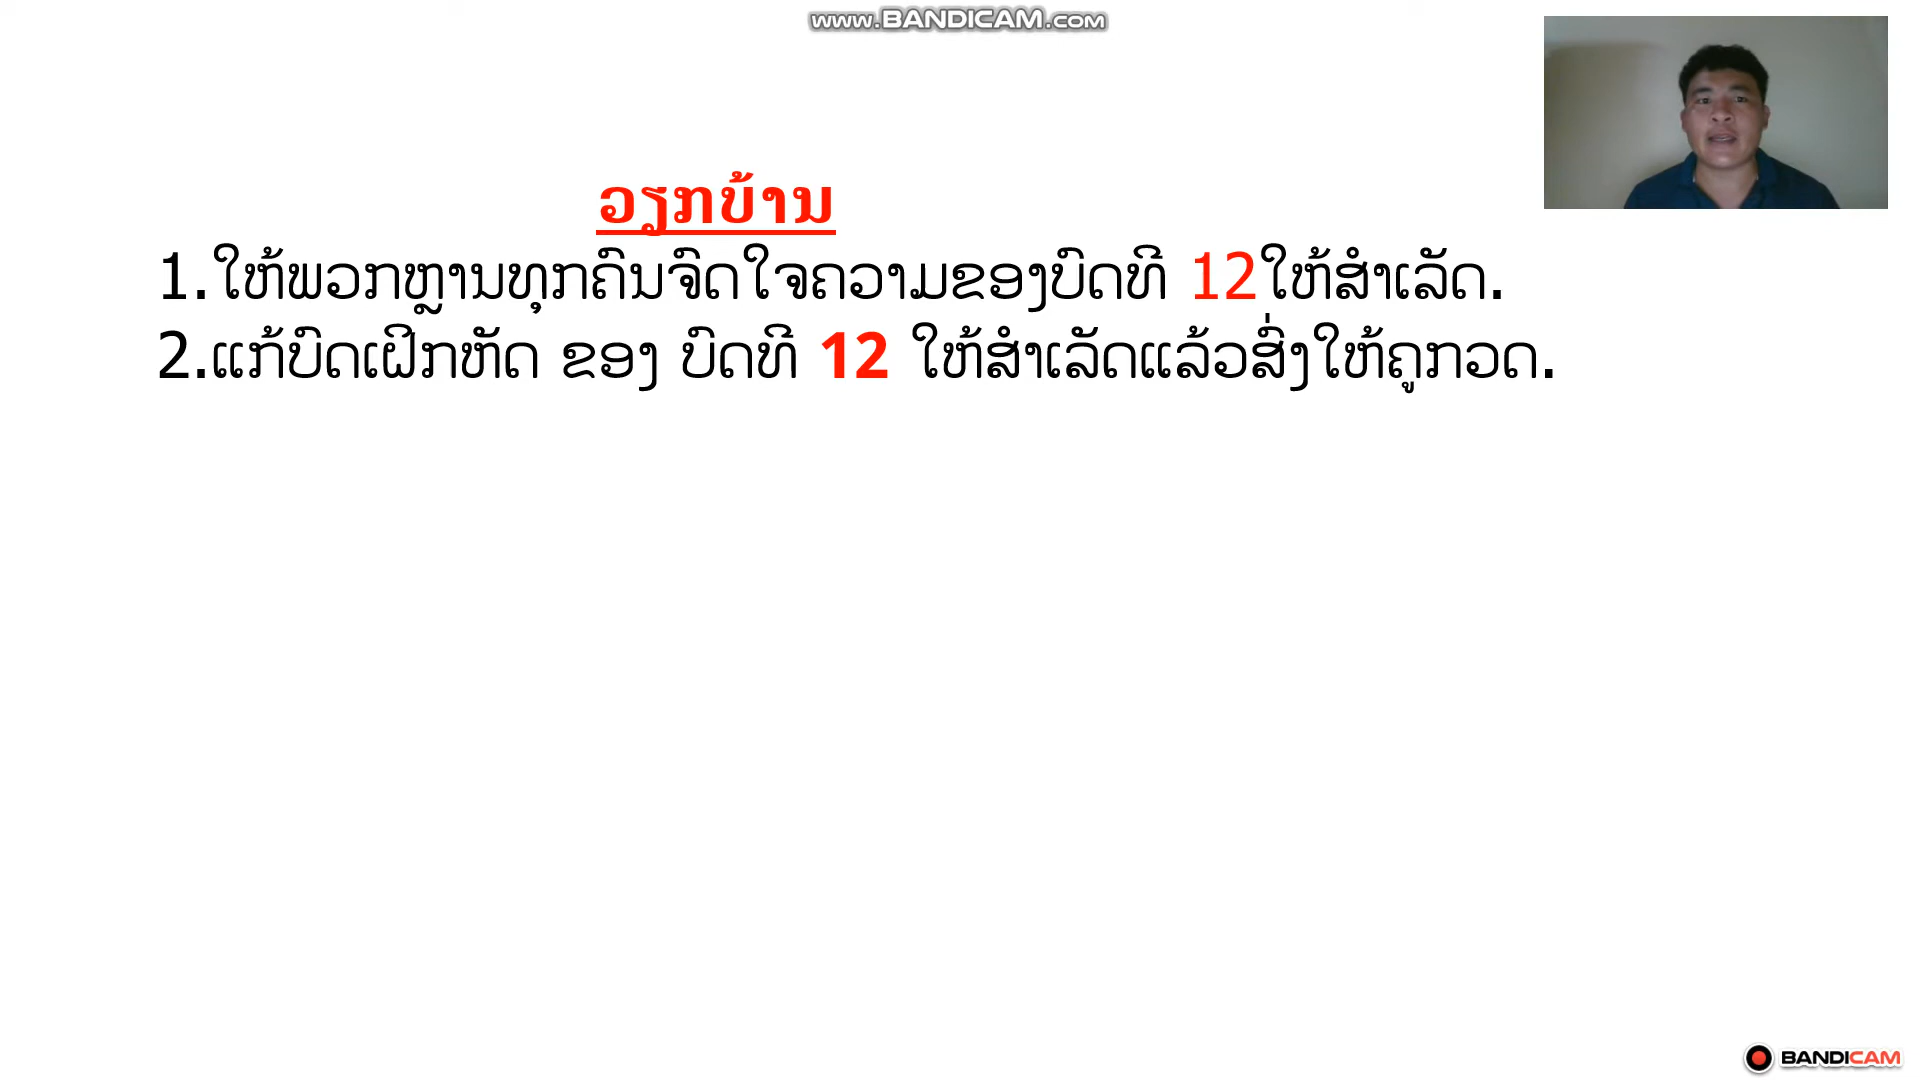 www.BANDICAM.com
ວຽກບ້ານ
1.ໃຫ້ພວກຫຼານທຸກຄົນຈົດໃຈຄວາມຂອງບົດທີ 12ໃຫ້ສຳເລັດ.
2.ແກ້ບົດເຝິກຫັດ ຂອງ ບົດທີ 12 ໃຫ້ສຳເລັດແລ້ວສົ່ງໃຫ້ຄູກວດ.
BANDICAM